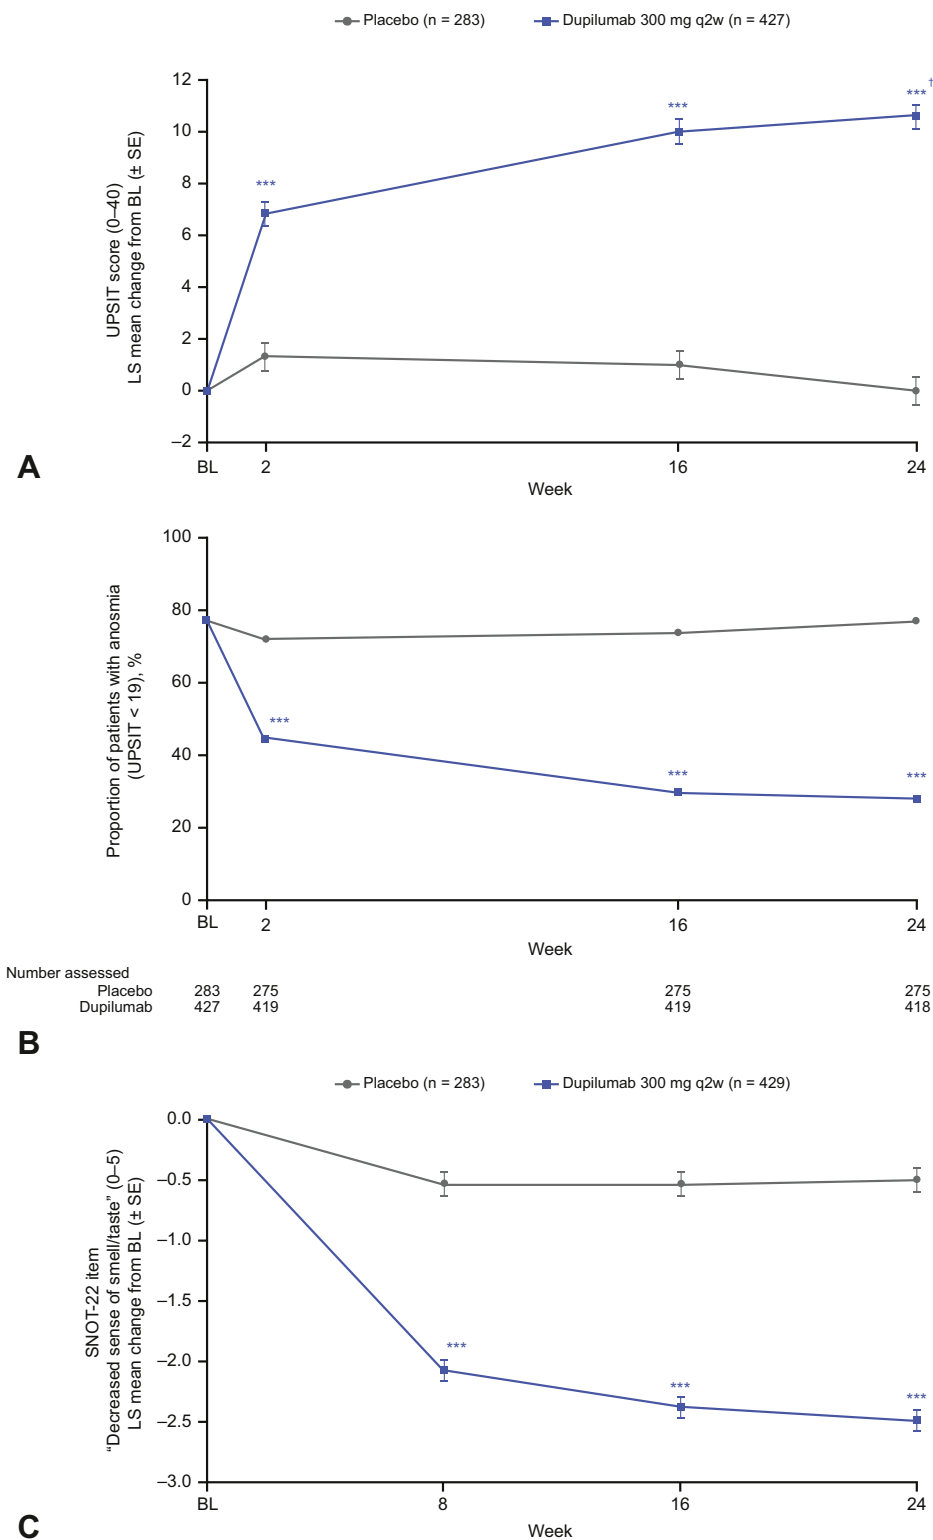 Placebo (n = 283) Dupilumab 300 mg q2w (n = 427)
UPSIT score (0–40)
LS mean change from BL (± SE)
12
10
8
6
4
2
0
–2
***
***
***†
BL 2 16 24
Week
A
Proportion of patients with anosmia
(UPSIT < 19), %
100
80
60
40
20
0
***
***
***
BL 2 16 24
Week
Number assessed
Placebo 283 275 275 275
Dupilumab 427 419 419 418
B
Placebo (n = 283) Dupilumab 300 mg q2w (n = 429)
SNOT-22 item
“Decreased sense of smell/taste” (0–5)
LS mean change from BL (± SE)
0.0
–0.5
–1.0
–1.5
–2.0
–2.5
–3.0
***
***
***
BL 8 16 24
Week
C